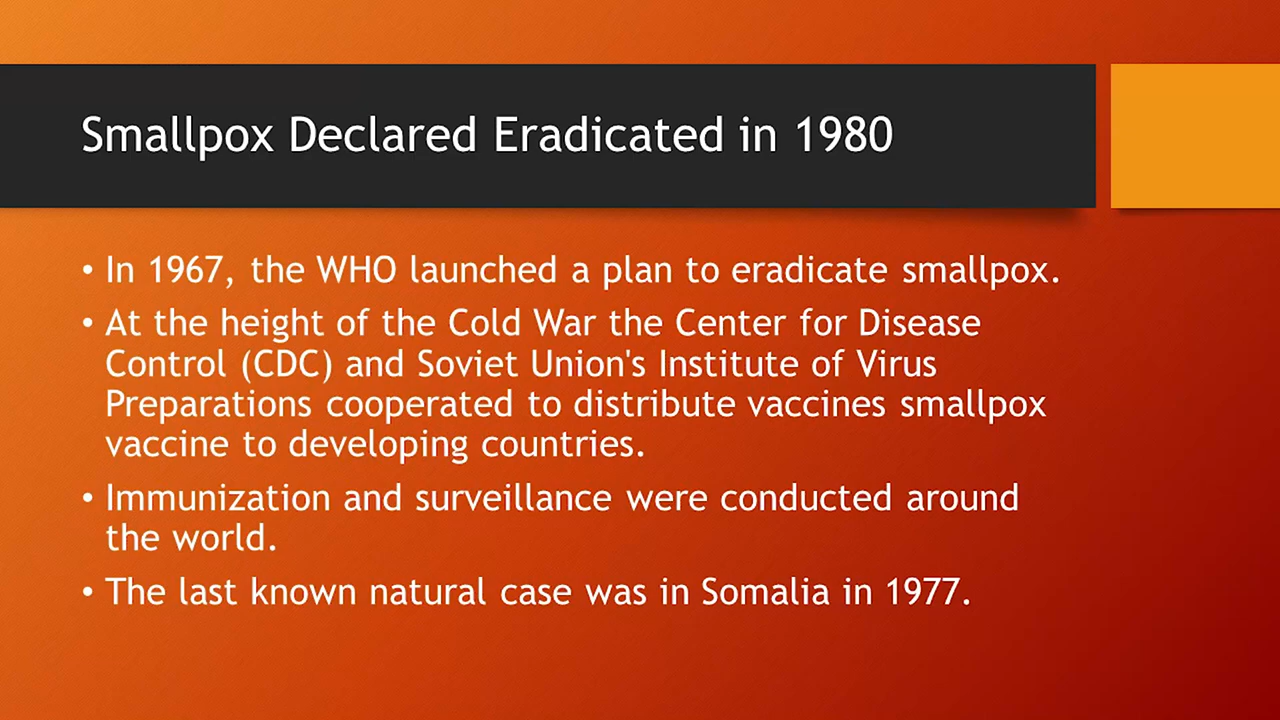 Smallpox Declared Eradicated in 1980
• In 1967, the WHO launched a plan to eradicate smallpox.
• At the height of the Cold War the Center for Disease
Control (CDC) and Soviet Union's Institute of Virus
Preparations cooperated to distribute vaccines smallpox
vaccine to developing countries.
• Immunization and surveillance were conducted around
the world.
• The last known natural case was in Somalia in 1977.